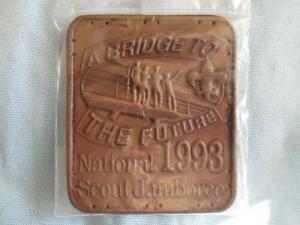 A BRIDGE TO
THE FUTURE
National 1993
Scout Jamboree